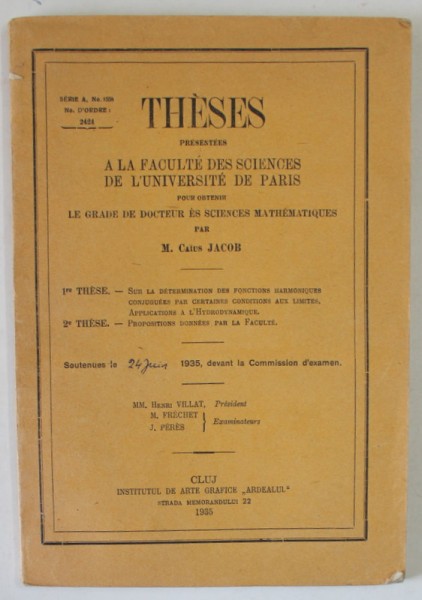 SÉRIE A, No. 1559
No. D'ORDRE:
2424
THÈSES
PRÉSENTÉES
A LA FACULTÉ DES SCIENCES
DE L'UNIVERSITÉ DE PARIS
POUR OBTENIR
LE GRADE DE DOCTEUR ÈS SCIENCES MATHÉMATIQUES
PAR
M. CAÏUS JACOB
1re THÈSE. — SUR LA DÉTERMINATION DES FONCTIONS HARMONIQUES
CONJUGUÉES PAR CERTAINES CONDITIONS AUX LIMITES.
APPLICATIONS A L'HYDRODYNAMIQUE.
2e THÈSE. — PROPOSITIONS DONNÉES PAR LA FACULTÉ.
Soutenues le 24 Juin 1935, devant la Commission d'examen.
MM. HENRI VILLAT, Président
M. FRÉCHET
J. PÉRÈS } Examinateurs
CLUJ
INSTITUTUL DE ARTE GRAFICE „ARDEALUL"
STRADA MEMORANDULUI 22
1935